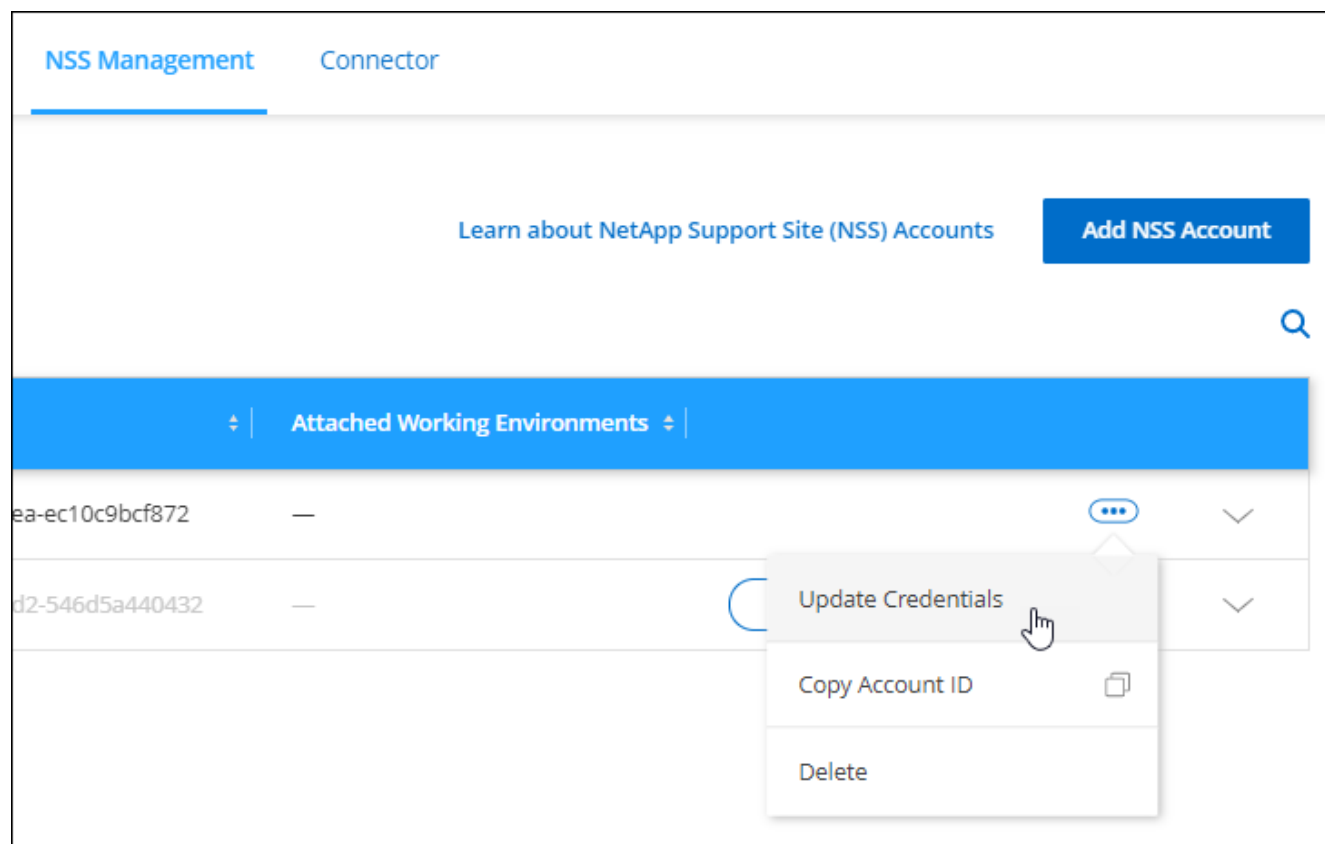 NSS Management Connector
Learn about NetApp Support Site (NSS) Accounts Add NSS Account
Attached Working Environments
ea-ec10c9bcf872 —
d2-546d5a440432 —
Update Credentials
Copy Account ID
Delete